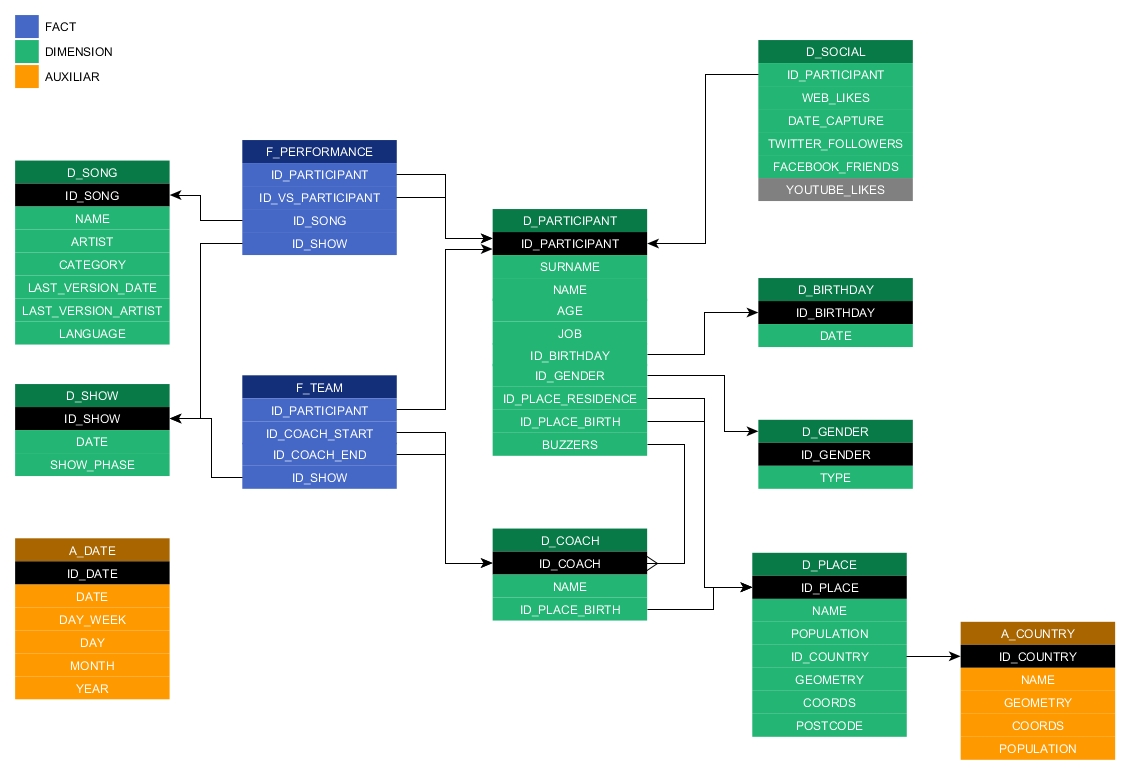 FACT
DIMENSION
AUXILIAR
D_SONG
ID_SONG
NAME
ARTIST
CATEGORY
LAST_VERSION_DATE
LAST_VERSION_ARTIST
LANGUAGE
D_SHOW
ID_SHOW
DATE
SHOW_PHASE
A_DATE
ID_DATE
DATE
DAY_WEEK
DAY
MONTH
YEAR
F_PERFORMANCE
ID_PARTICIPANT
ID_VS_PARTICIPANT
ID_SONG
ID_SHOW
F_TEAM
ID_PARTICIPANT
ID_COACH_START
ID_COACH_END
ID_SHOW
D_PARTICIPANT
ID_PARTICIPANT
SURNAME
NAME
AGE
JOB
ID_BIRTHDAY
ID_GENDER
ID_PLACE_RESIDENCE
ID_PLACE_BIRTH
BUZZERS
D_COACH
ID_COACH
NAME
ID_PLACE_BIRTH
D_SOCIAL
ID_PARTICIPANT
WEB_LIKES
DATE_CAPTURE
TWITTER_FOLLOWERS
FACEBOOK_FRIENDS
YOUTUBE_LIKES
D_BIRTHDAY
ID_BIRTHDAY
DATE
D_GENDER
ID_GENDER
TYPE
D_PLACE
ID_PLACE
NAME
POPULATION
ID_COUNTRY
GEOMETRY
COORDS
POSTCODE
A_COUNTRY
ID_COUNTRY
NAME
GEOMETRY
COORDS
POPULATION